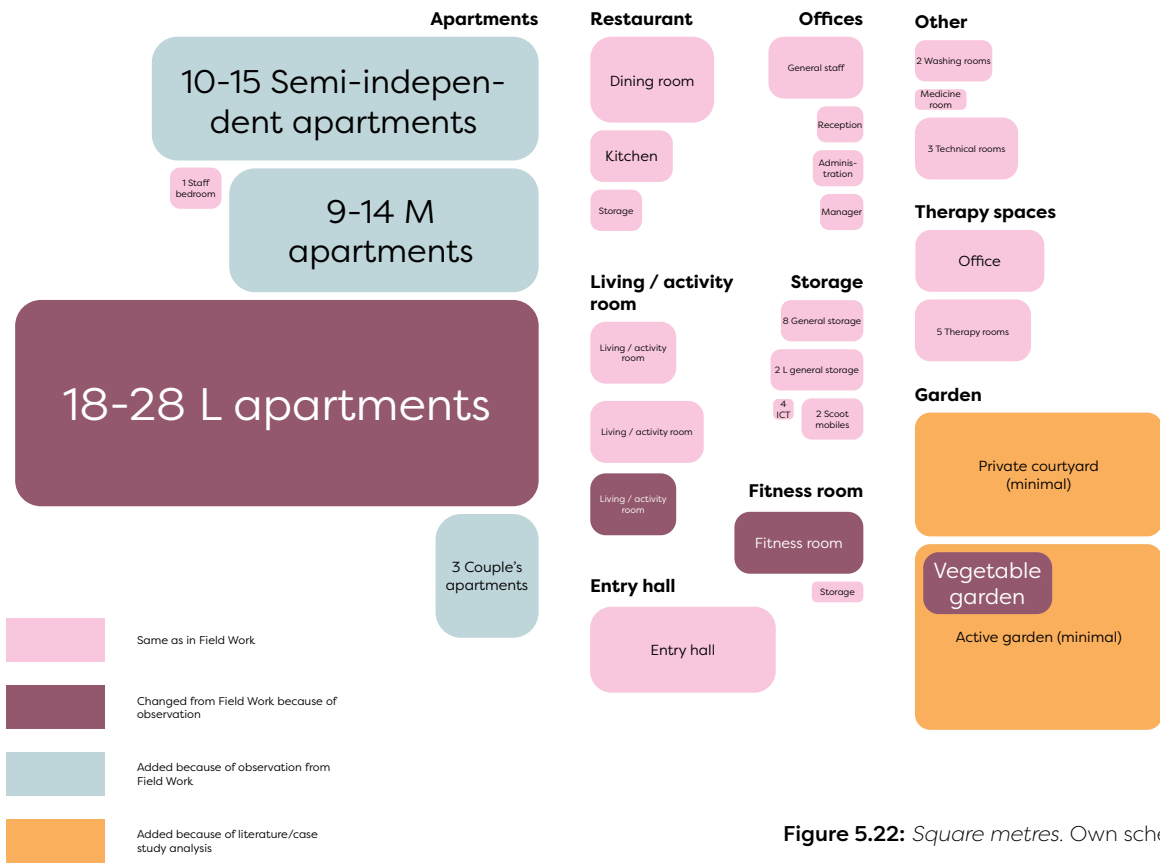 Apartments
10-15 Semi-indepen-
dent apartments
1 Staff
bedroom
9-14 M
apartments
18-28 L apartments
3 Couple's
apartments
Same as in Field Work
Changed from Field Work because of
observation
Added because of observation from
Field Work
Added because of literature/case
study analysis
Restaurant
Dining room
Kitchen
Storage
Living / activity
room
Living / activity
room
Living / activity room
Living / activity
room
Entry hall
Entry hall
Offices
General staff
Reception
Adminis-
tration
Manager
Storage
8 General storage
2 L general storage
4
ICT
2 Scoot
mobiles
Fitness room
Fitness room
Storage
Other
2 Washing rooms
Medicine
room
3 Technical rooms
Therapy spaces
Office
5 Therapy rooms
Garden
Private courtyard
(minimal)
Vegetable
garden
Active garden (minimal)
Figure 5.22: Square metres. Own sche